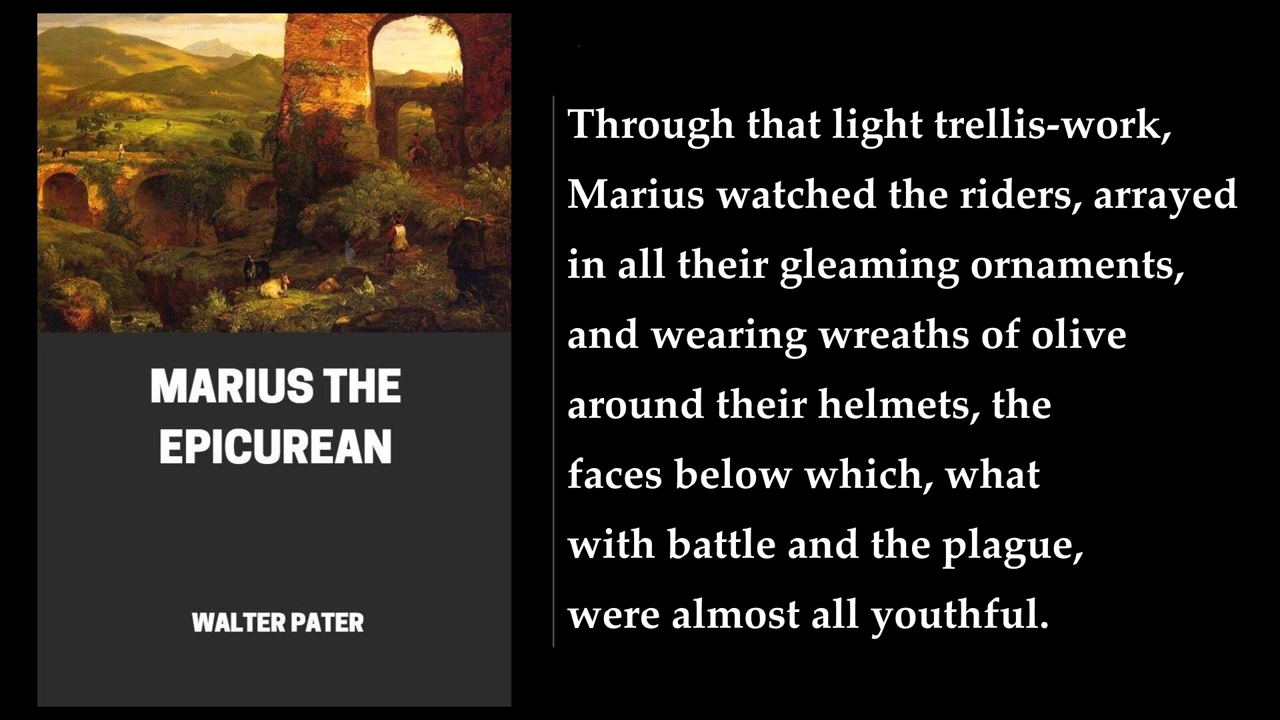 MARIUS THE
EPICUREAN
WALTER PATER
Through that light trellis-work,
Marius watched the riders, arrayed
in all their gleaming ornaments,
and wearing wreaths of olive
around their helmets, the
faces below which, what
with battle and the plague,
were almost all youthful.